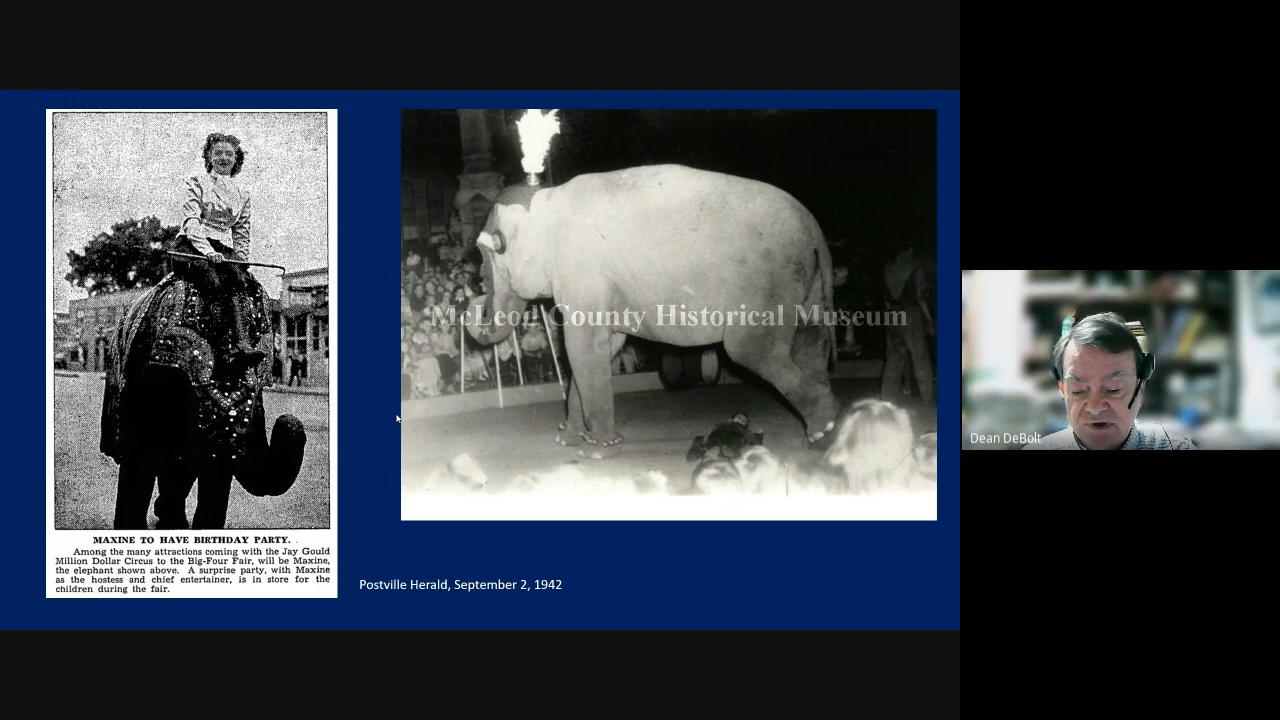 MAXINE TO HAVE BIRTHDAY PARTY.
Among the many attractions coming with the Jay Gould
Million Dollar Circus to the Big-Four Fair, will be Maxine,
the elephant shown above. A surprise party, with Maxine
as the hostess and chief entertainer, is in store for the
children during the fair.
McLeod County Historical Museum
Postville Herald, September 2, 1942
Dean DeBolt